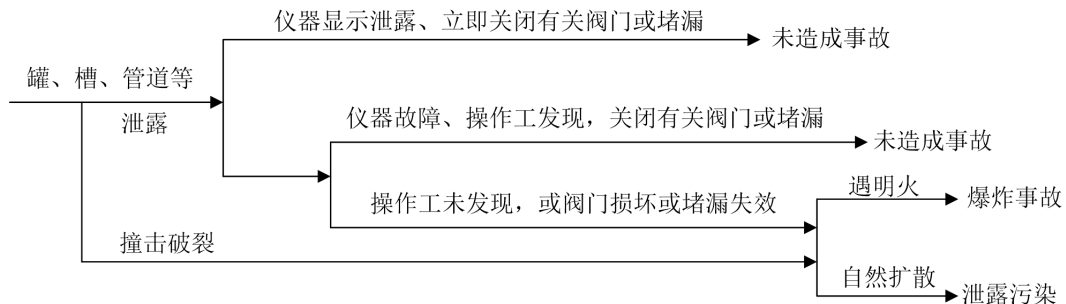 仪器显示泄露、立即关闭有关阀门或堵漏
未造成事故
罐、槽、管道等
泄露
仪器故障、操作工发现，关闭有关阀门或堵漏
未造成事故
遇明火
爆炸事故
操作工未发现，或阀门损坏或堵漏失效
撞击破裂
自然扩散
泄露污染